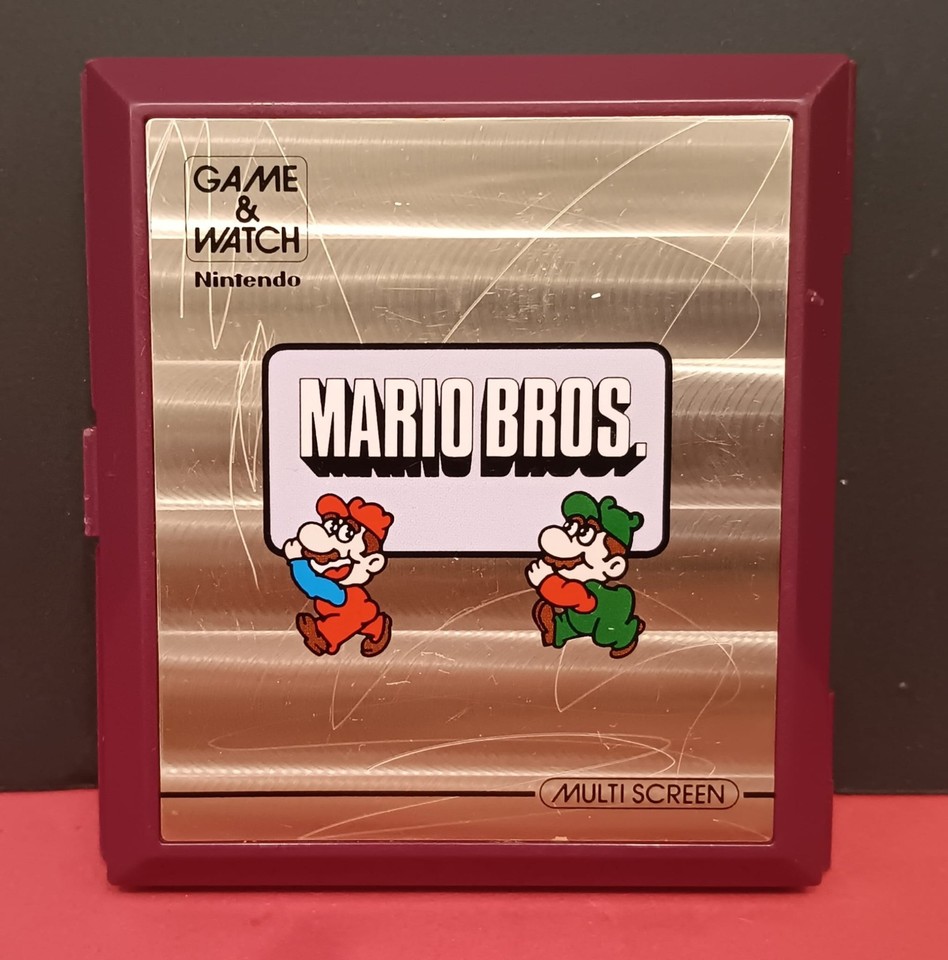 GAME
&
WATCH
Nintendo
MARIO BROS.
MULTI SCREEN